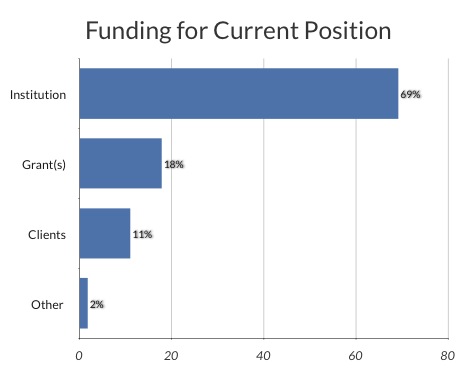 Funding for Current Position
Institution
69%
Grant(s)
18%
Clients
11%
Other
2%
0 20 40 60 80